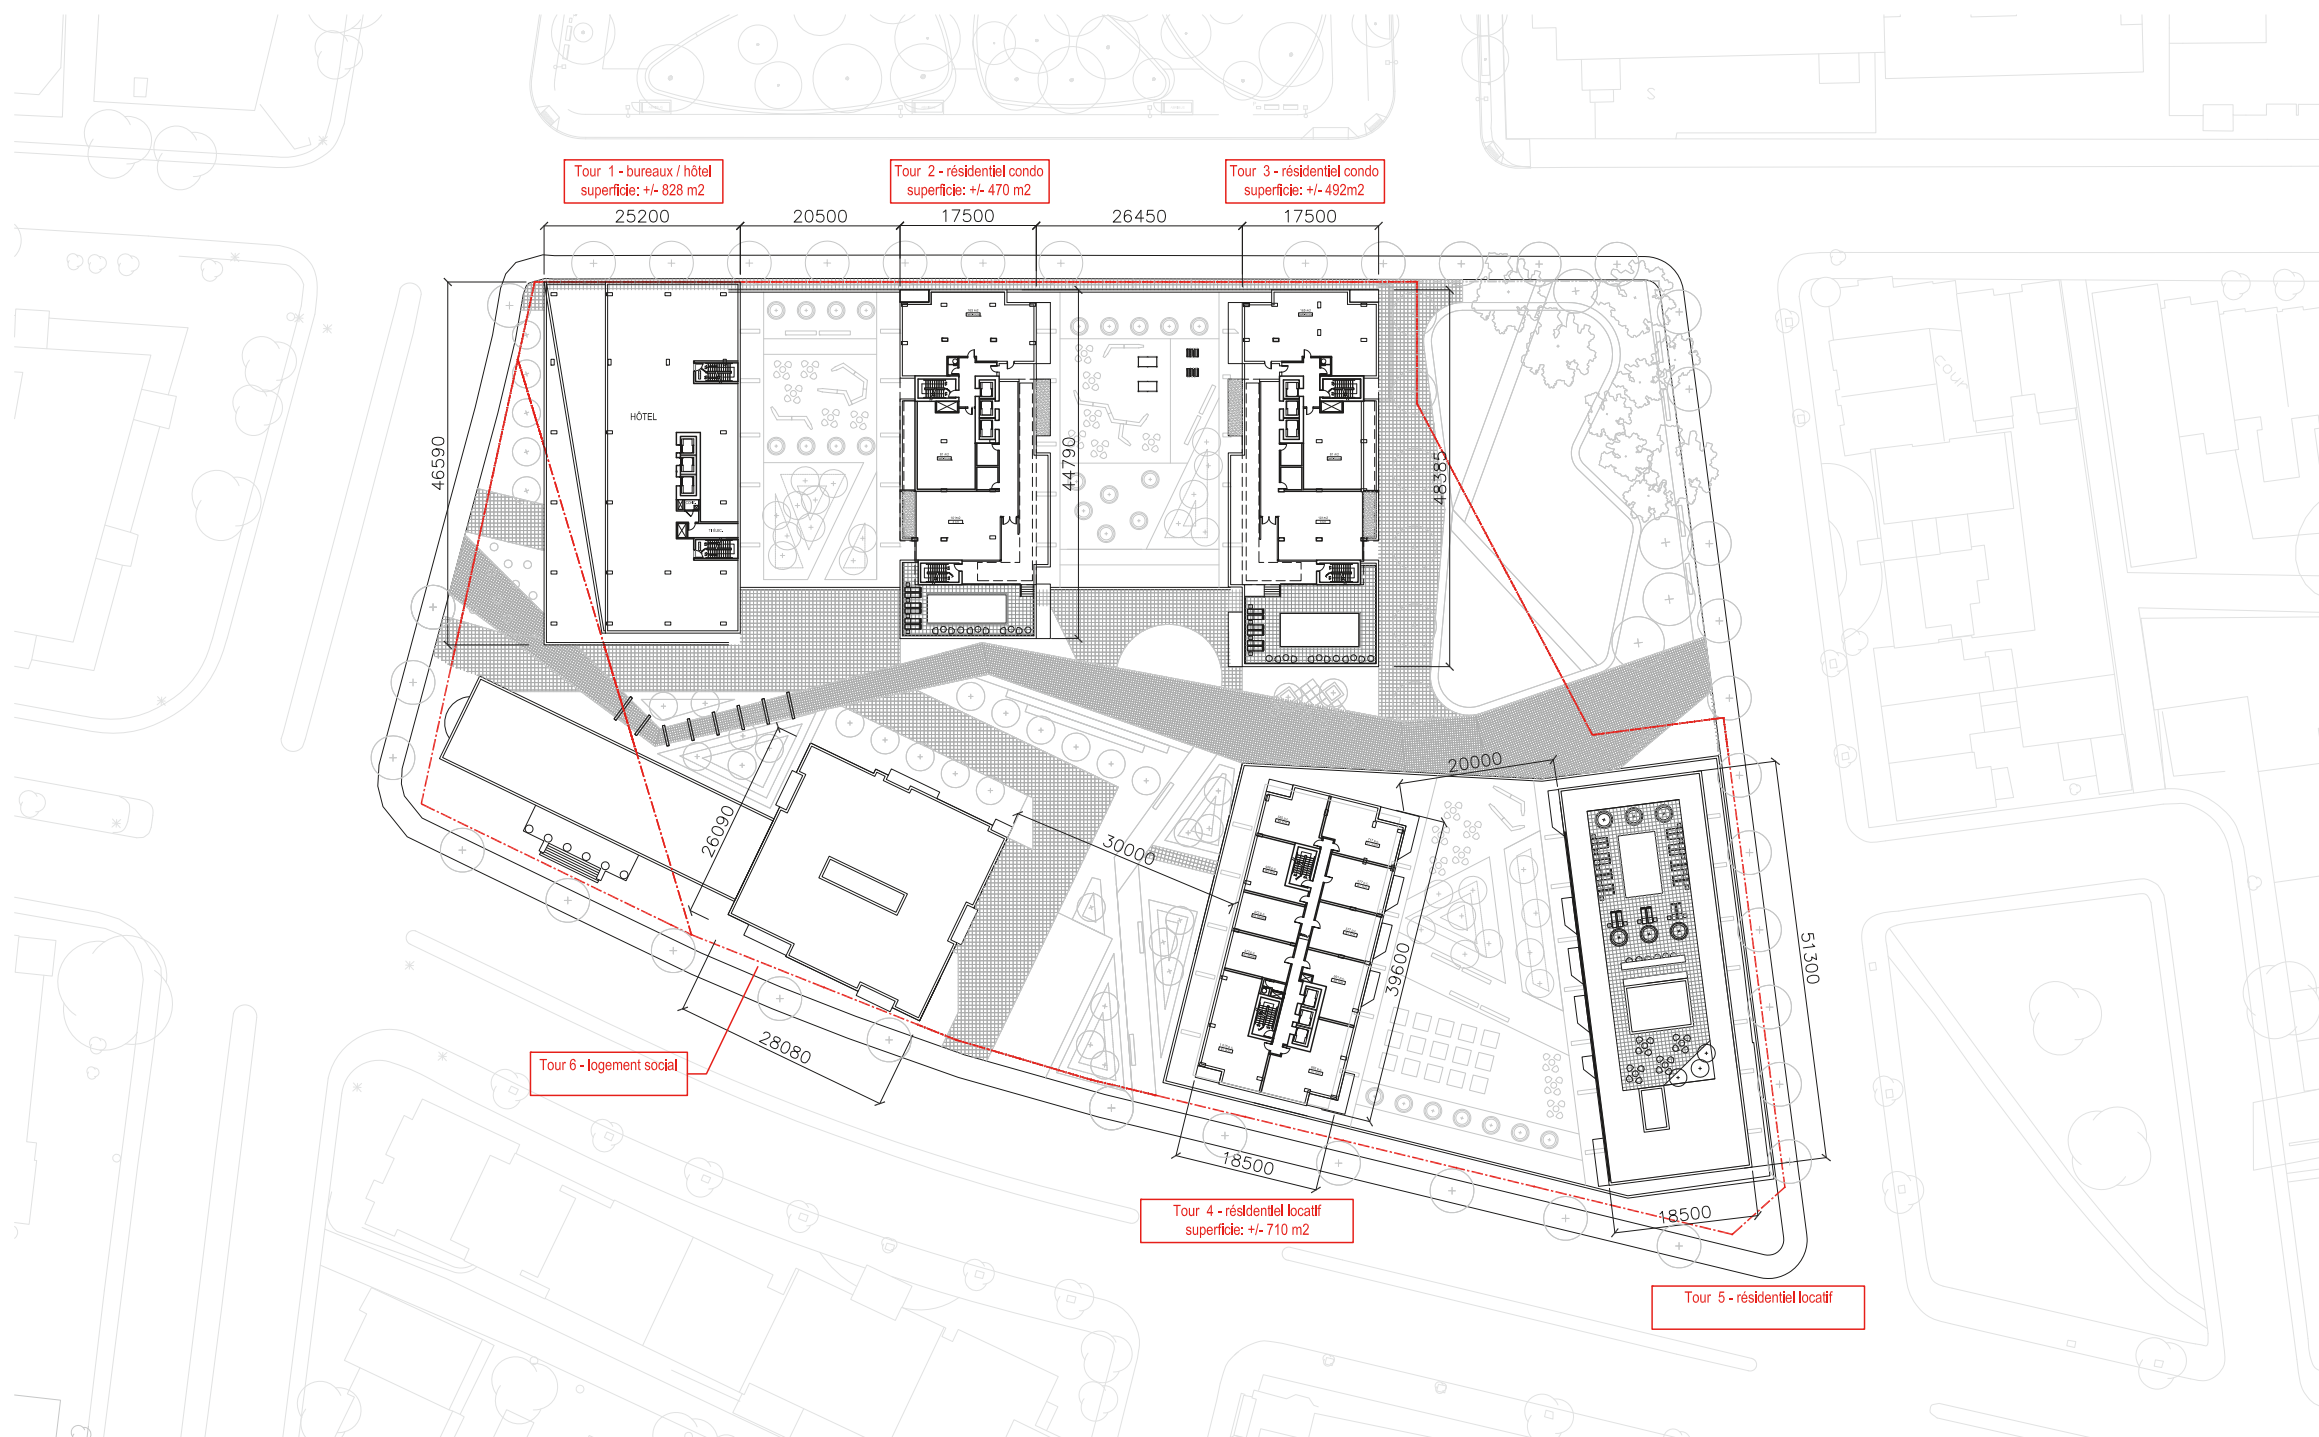 Tour 1 - bureaux / hôtel
superficie: +/- 828 m2
Tour 2 - résidentiel condo
superficie: +/- 470 m2
Tour 3 - résidentiel condo
superficie: +/- 492m2
25200
20500
17500
26450
17500
HÔTEL
46590
44790
48385
Cour
S
20000
26090
30000
39600
51300
28080
Tour 6 - logement social
18500
18500
Tour 4 - résidentiel locatif
superficie: +/- 710 m2
Tour 5 - résidentiel locatif